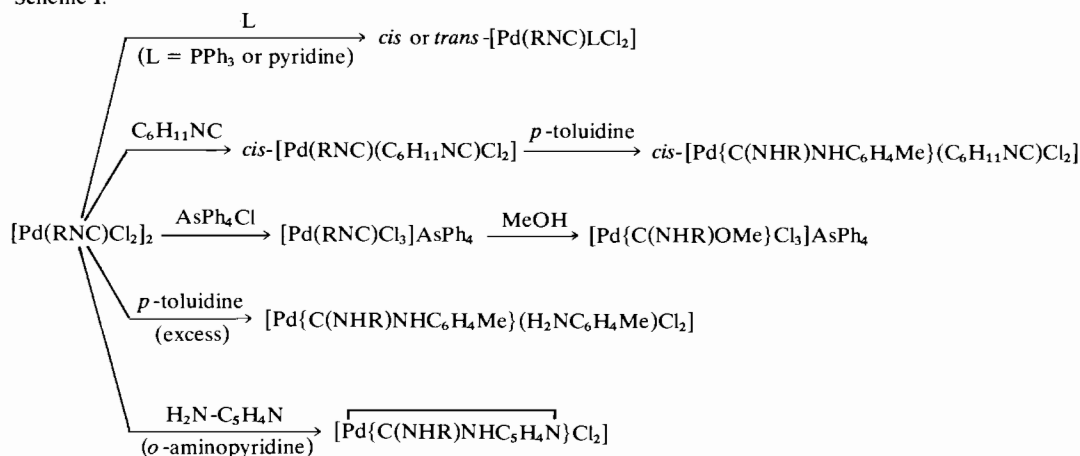 Scheme 1.
L
(L = PPh₃ or pyridine)
cis or trans-[Pd(RNC)LCl₂]
C₆H₁₁NC
cis-[Pd(RNC)(C₆H₁₁NC)Cl₂]
p-toluidine
cis-[Pd{C(NHR)NHC₆H₄Me}(C₆H₁₁NC)Cl₂]
[Pd(RNC)Cl₂]₂
AsPh₄Cl
[Pd(RNC)Cl₃]AsPh₄
MeOH
[Pd{C(NHR)OMe}Cl₃]AsPh₄
p-toluidine
(excess)
[Pd{C(NHR)NHC₆H₄Me}(H₂NC₆H₄Me)Cl₂]
H₂N-C₅H₄N
(o-aminopyridine)
[Pd{C(NHR)NHC₅H₄N}Cl₂]